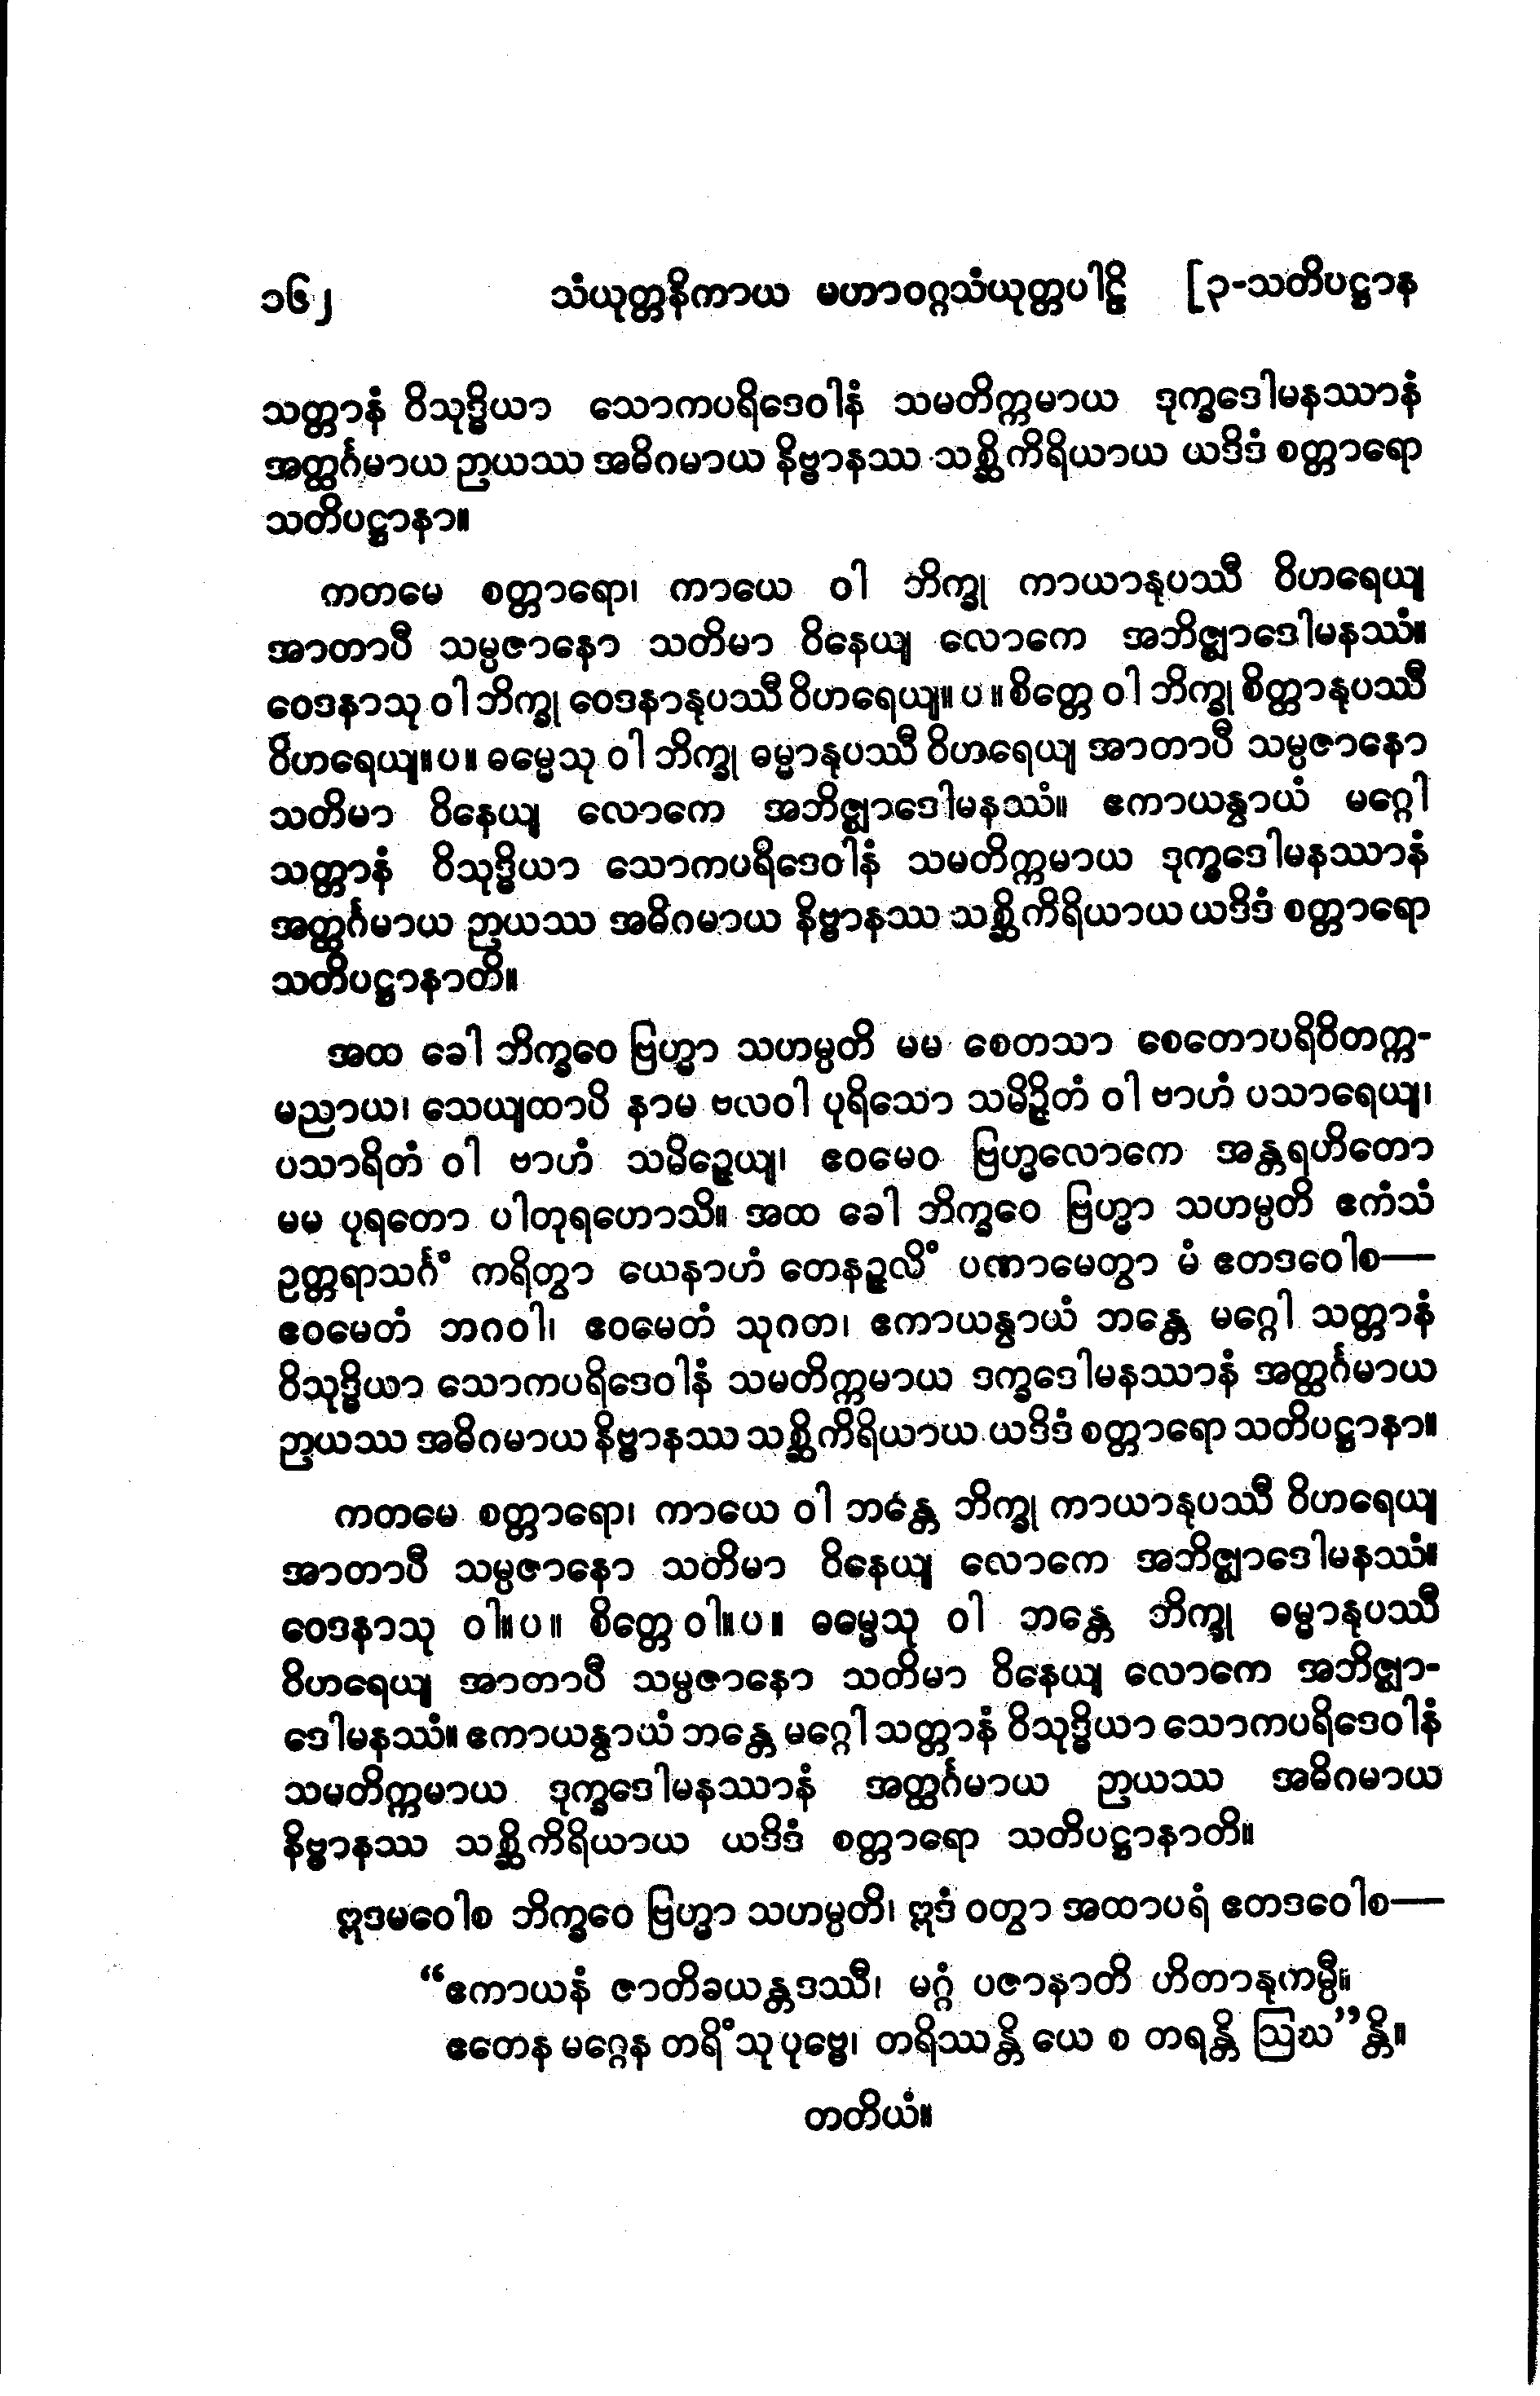 ၁၆၂ သံယုတ္တနိကာယ မဟာဝဂ္ဂသံယုတ္တပါဠိ [၃-သတိပဋ္ဌာန
သတ္တာနံ ဝိသုဒ္ဓိယာ သောကပရိဒေဝါနံ သမတိက္ကမာယ ဒုက္ခဒေါမနဿာနံ
အတ္ထင်္ဂမာယ ဉာယဿ အဓိဂမာယ နိဗ္ဗာနဿ သစ္ဆိကိရိယာယ ယဒိဒံ စတ္တာရော
သတိပဋ္ဌာနာ။
ကတမေ စတ္တာရော၊ ကာယေ ဝါ ဘိက္ခု ကာယာနုပဿီ ဝိဟရေယျ
အာတာပီ သမ္ပဇာနော သတိမာ ဝိနေယျ လောကေ အဘိဇ္ဈာဒေါမနဿံ။
ဝေဒနာသု ဝါ ဘိက္ခု ဝေဒနာနုပဿီ ဝိဟရေယျ။ ပ ။ စိတ္တေ ဝါ ဘိက္ခု စိတ္တာနုပဿီ
ဝိဟရေယျ။ ပ။ ဓမ္မေသု ဝါ ဘိက္ခု ဓမ္မာနုပဿီ ဝိဟရေယျ အာတာပီ သမ္ပဇာနော
သတိမာ ဝိနေယျ လောကေ အဘိဇ္ဈာဒေါမနဿံ။ ဧကာယနွာယံ မဂ္ဂေါ
သတ္တာနံ ဝိသုဒ္ဓိယာ သောကပရိဒေဝါနံ သမတိက္ကမာယ ဒုက္ခဒေါမနဿာနံ
အတ္ထင်္ဂမာယ ဉာယဿ အဓိဂမာယ နိဗ္ဗာနဿ သစ္ဆိကိရိယာယ ယဒိဒံ စတ္တာရော
သတိပဋ္ဌာနာတိ။
အထ ခေါ ဘိက္ခဝေ ဗြဟ္မာ သဟမ္ပတိ မမ စေတသာ စေတောပရိဝိတက္က-
မညာယ၊ သေယျထာပိ နာမ ဗလဝါ ပုရိသော သမိဉ္ဇိတံ ဝါ ဗာဟံ ပသာရေယျ၊
ပသာရိတံ ဝါ ဗာဟံ သမိဉ္ဇေယျ၊ ဧဝမေဝ ဗြဟ္မလောကေ အန္တရဟိတော
မမ ပုရတော ပါတုရဟောသိ။ အထ ခေါ ဘိက္ခဝေ ဗြဟ္မာ သဟမ္ပတိ ဧကံသံ
ဥတ္တရာသင်္ဂံ ကရိတွာ ယေနာဟံ တေနဉ္ဇလိံ ပဏာမေတွာ မံ ဧတဒဝေါစ—
ဧဝမေတံ ဘဂဝါ၊ ဧဝမေတံ သုဂတ၊ ဧကာယနွာယံ ဘန္တေ မဂ္ဂေါ သတ္တာနံ
ဝိသုဒ္ဓိယာ သောကပရိဒေဝါနံ သမတိက္ကမာယ ဒက္ခဒေါမနဿာနံ အတ္ထင်္ဂမာယ
ဉာယဿ အဓိဂမာယ နိဗ္ဗာနဿ သစ္ဆိကိရိယာယ ယဒိဒံ စတ္တာရော သတိပဋ္ဌာနာ။
ကတမေ စတ္တာရော၊ ကာယေ ဝါ ဘန္တေ ဘိက္ခု ကာယာနုပဿီ ဝိဟရေယျ
အာတာပီ သမ္ပဇာနော သတိမာ ဝိနေယျ လောကေ အဘိဇ္ဈာဒေါမနဿံ။
ဝေဒနာသု ဝါ။ ပ ။ စိတ္တေ ဝါ။ ပ ။ ဓမ္မေသု ဝါ ဘန္တေ ဘိက္ခု ဓမ္မာနုပဿီ
ဝိဟရေယျ အာတာပီ သမ္ပဇာနော သတိမာ ဝိနေယျ လောကေ အဘိဇ္ဈာ-
ဒေါမနဿံ။ ဧကာယနွာယံ ဘန္တေ မဂ္ဂေါ သတ္တာနံ ဝိသုဒ္ဓိယာ သောကပရိဒေဝါနံ
သမတိက္ကမာယ ဒုက္ခဒေါမနဿာနံ အတ္ထင်္ဂမာယ ဉာယဿ အဓိဂမာယ
နိဗ္ဗာနဿ သစ္ဆိကိရိယာယ ယဒိဒံ စတ္တာရော သတိပဋ္ဌာနာတိ။
ဣဒမဝေါစ ဘိက္ခဝေ ဗြဟ္မာ သဟမ္ပတိ၊ ဣဒံ ဝတွာ အထာပရံ ဧတဒဝေါစ—
“ဧကာယနံ ဇာတိခယန္တဒဿီ၊ မဂ္ဂံ ပဇာနာတိ ဟိတာနုကမ္ပီ။
ဧတေန မဂ္ဂေန တရိံသု ပုဗ္ဗေ၊ တရိဿန္တိ ယေ စ တရန္တိ ဩဃ”န္တိ။
တတိယံ။